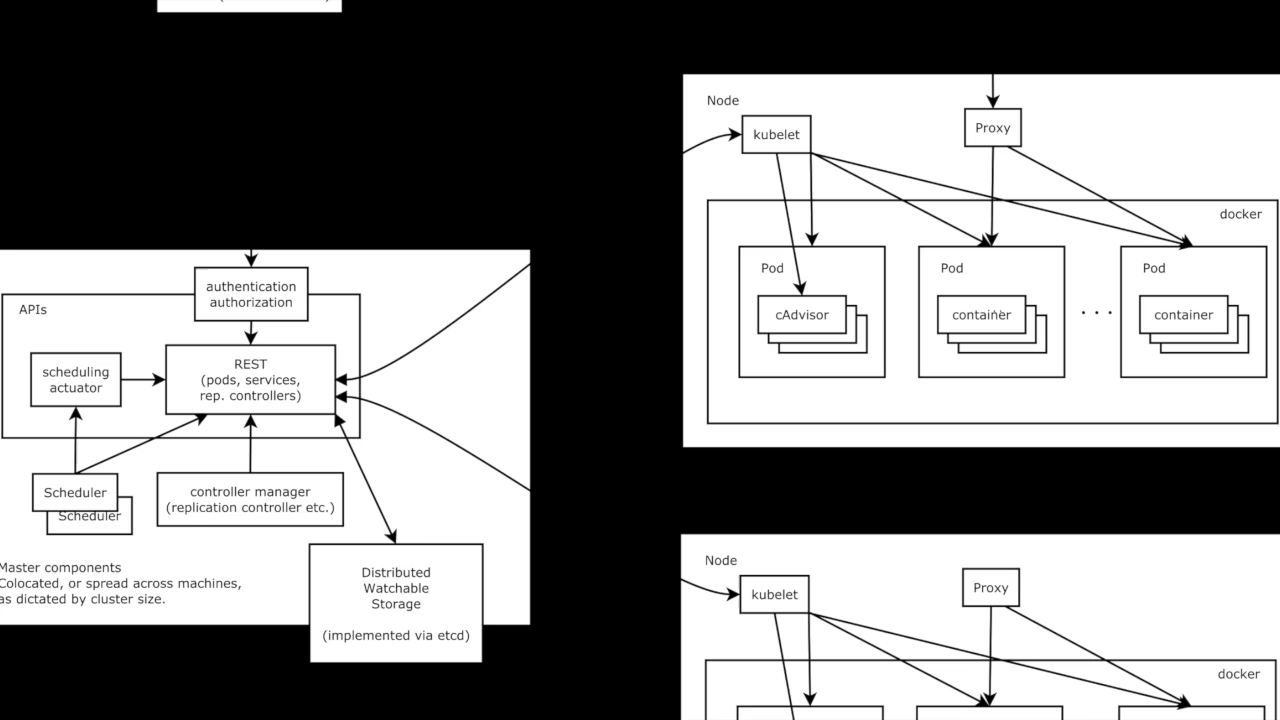 Node
kubelet
Proxy
docker
Pod
cAdvisor
Pod
container
. . .
Pod
container
authentication
authorization
APIs
scheduling
actuator
REST
(pods, services,
rep. controllers)
Scheduler
Scheduler
controller manager
(replication controller etc.)
Distributed
Watchable
Storage
(implemented via etcd)
Master components
Colocated, or spread across machines,
as dictated by cluster size.
Node
kubelet
Proxy
docker